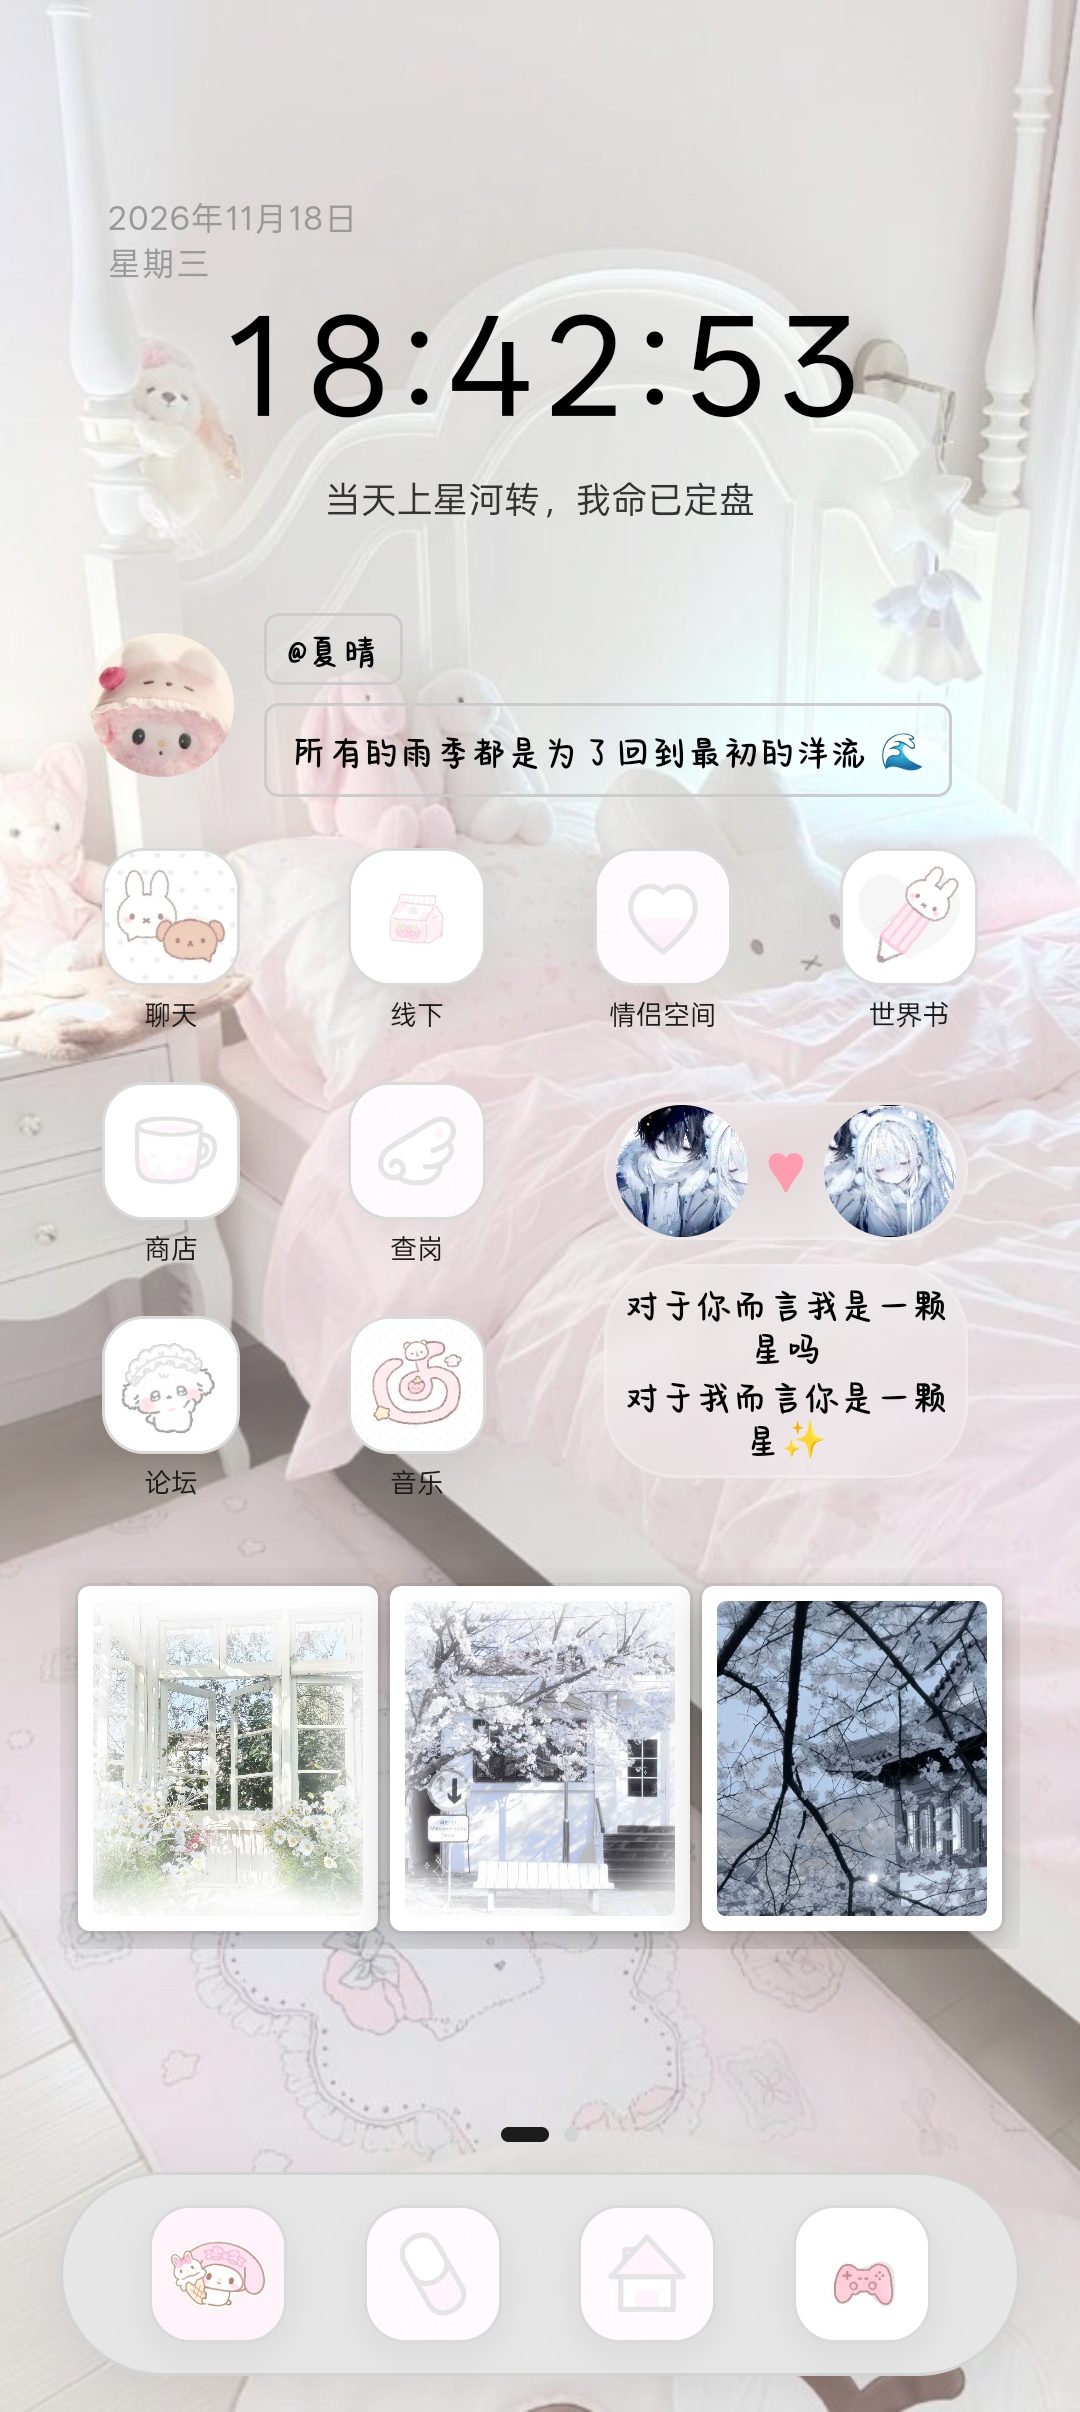 2026年11月18日
星期三
18:42:53
当天上星河转，我命已定盘
@夏晴
所有的雨季都是为了回到最初的洋流 🌊
聊天
线下
情侣空间
世界书
商店
查岗
对于你而言我是一颗
星吗
对于我而言你是一颗
星✨
论坛
音乐